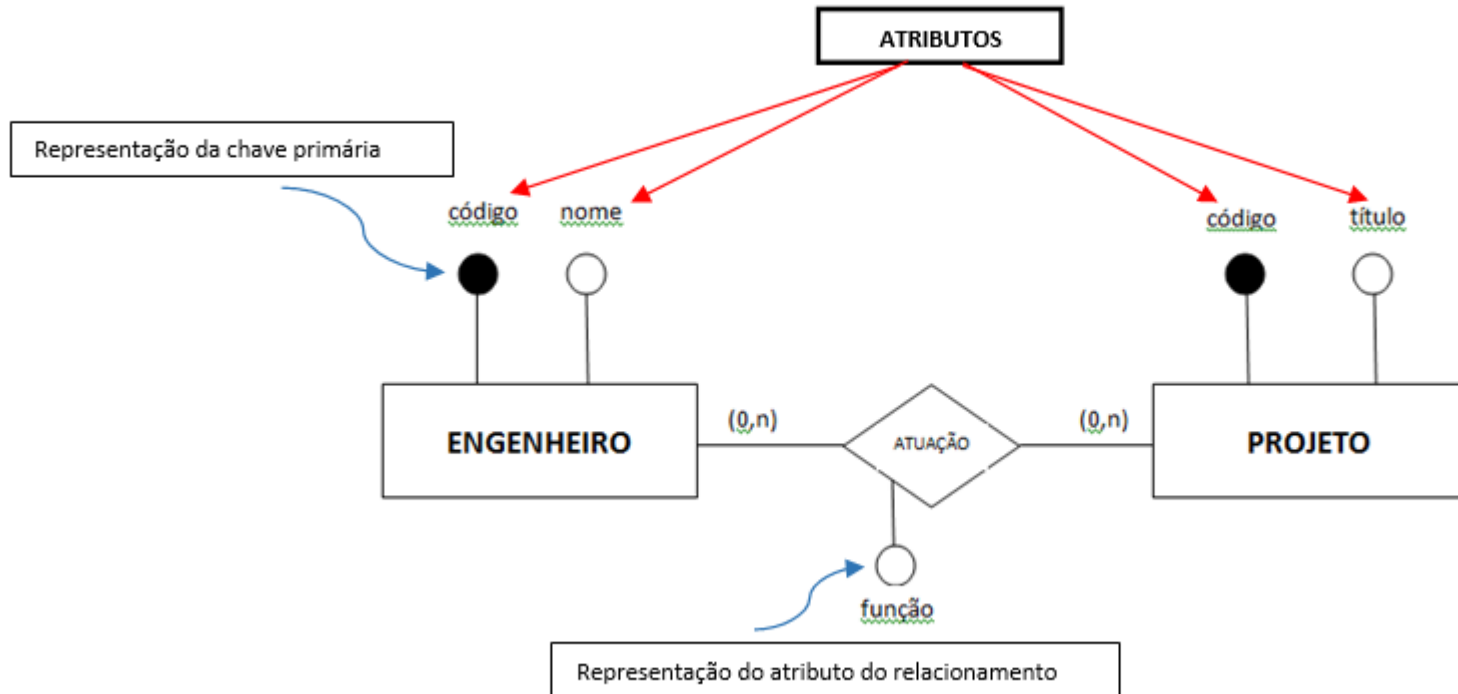 ATRIBUTOS
Representação da chave primária
código nome
código título
ENGENHEIRO
(0,n)
ATUAÇÃO
(0,n)
PROJETO
função
Representação do atributo do relacionamento